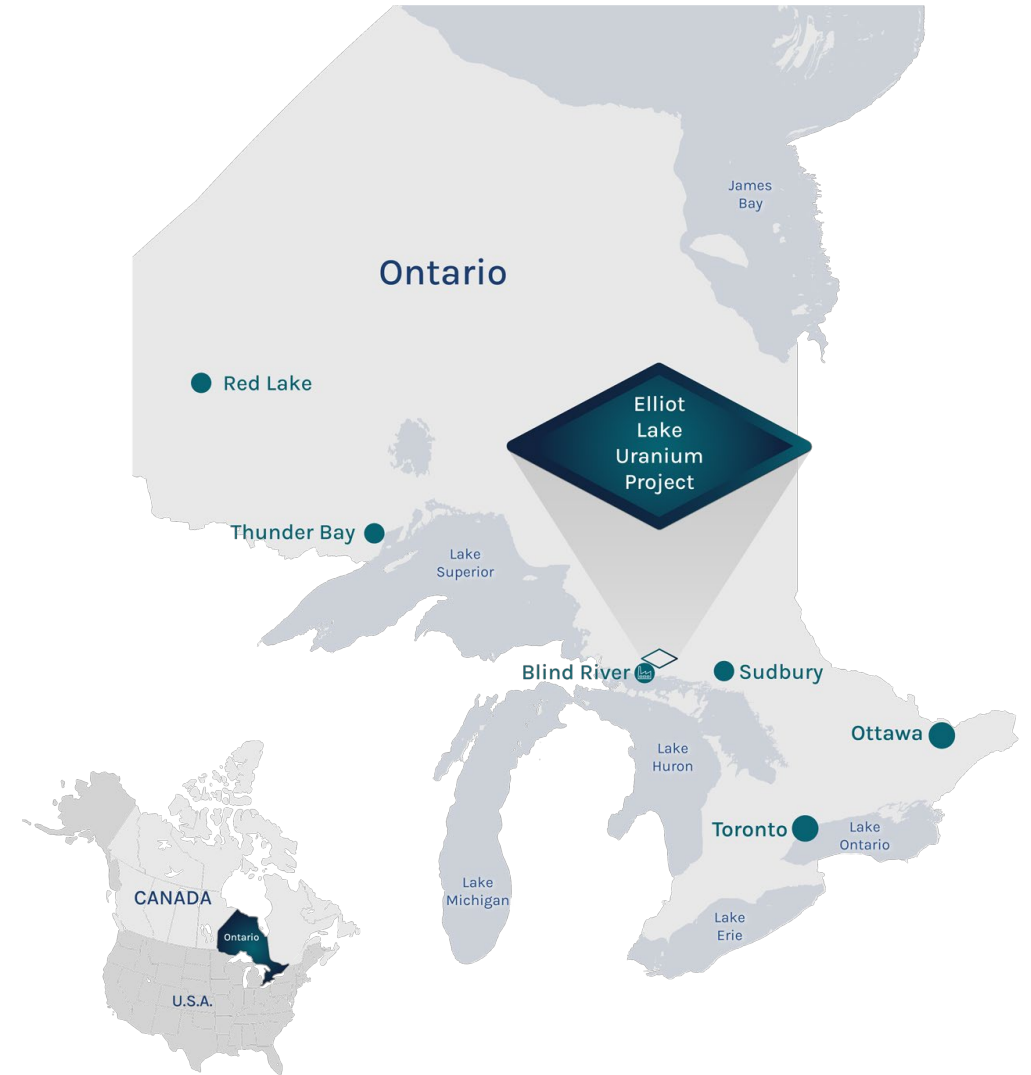 James
Bay
Ontario
Red Lake
Elliot
Lake
Uranium
Project
Thunder Bay
Lake
Superior
Blind River
Sudbury
Ottawa
Lake
Huron
Toronto
Lake
Ontario
Lake
Michigan
Lake
Erie
CANADA
Ontario
U.S.A.